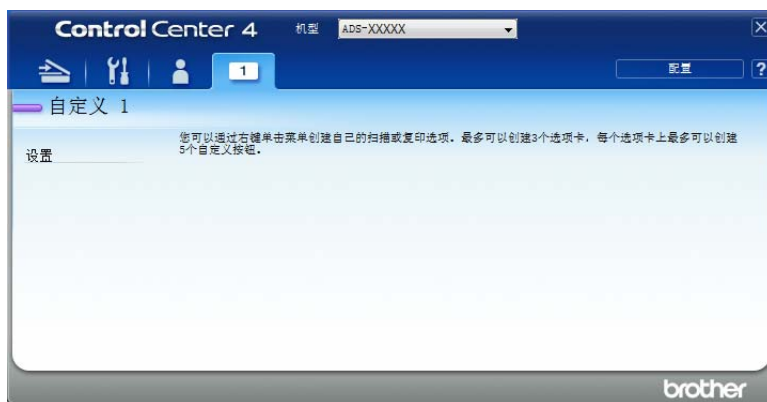 ControlCenter 4 机型 ADS-XXXXX
1 配置 ?
自定义 1
您可以通过右键单击菜单创建自己的扫描或复印选项。最多可以创建3个选项卡，每个选项卡上最多可以创建
设置 5个自定义按钮。
brother